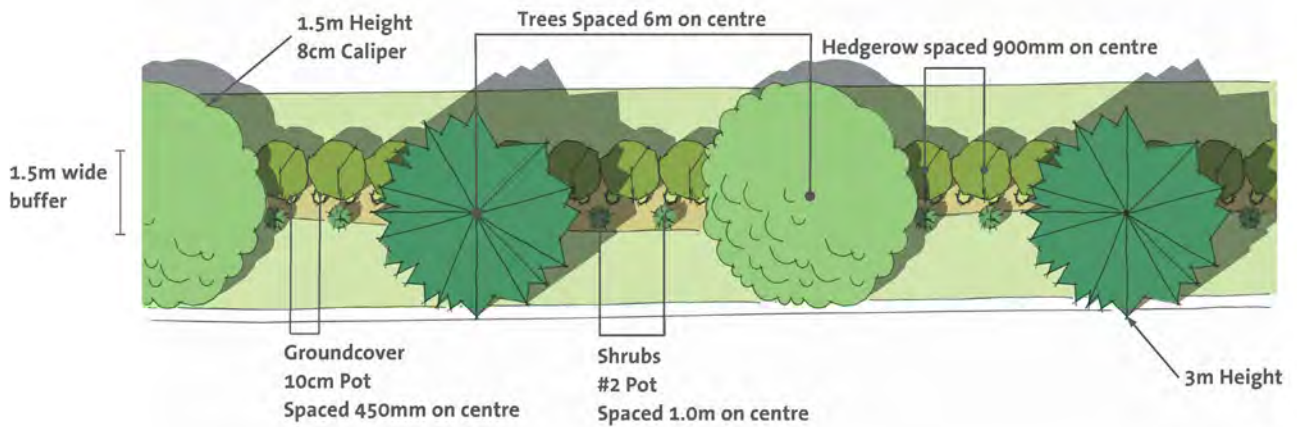 Trees Spaced 6m on centre
1.5m Height
8cm Caliper
Hedgerow spaced 900mm on centre
1.5m wide
buffer
Groundcover
10cm Pot
Spaced 450mm on centre
Shrubs
#2 Pot
Spaced 1.0m on centre
3m Height